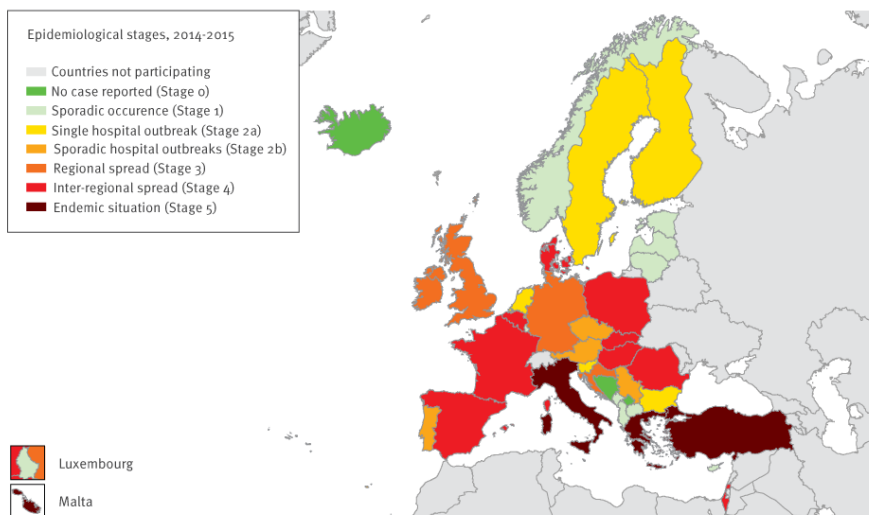 Epidemiological stages, 2014-2015
Countries not participating
No case reported (Stage 0)
Sporadic occurence (Stage 1)
Single hospital outbreak (Stage 2a)
Sporadic hospital outbreaks (Stage 2b)
Regional spread (Stage 3)
Inter-regional spread (Stage 4)
Endemic situation (Stage 5)
Luxembourg
Malta